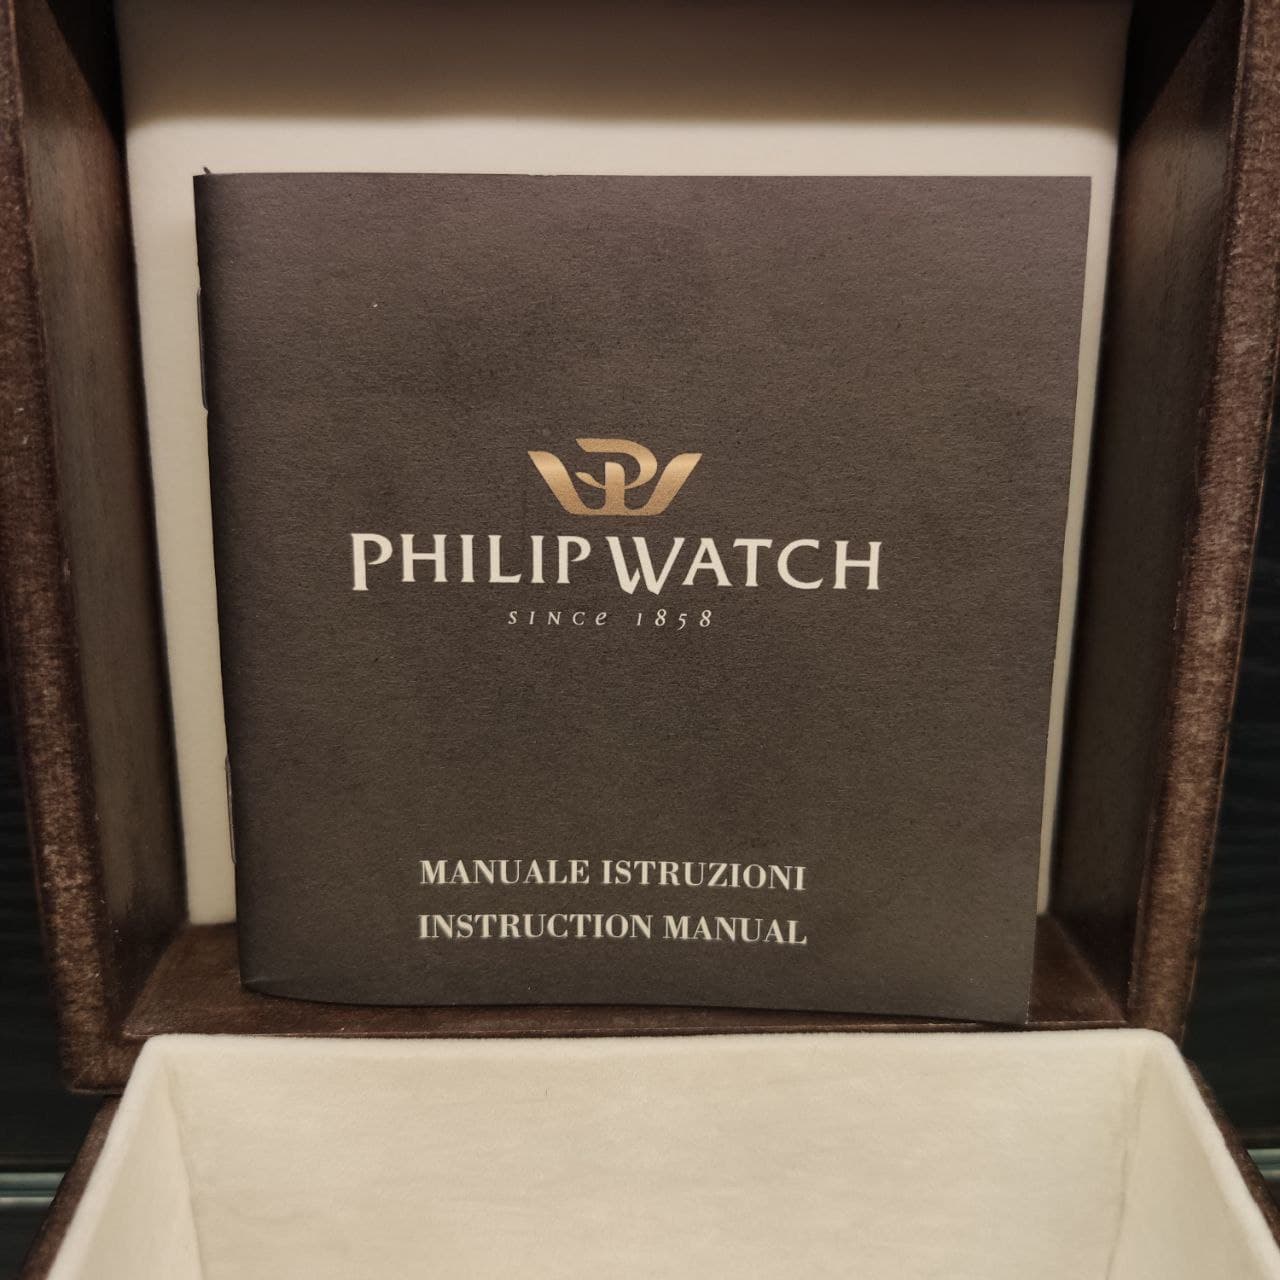 PHILIP WATCH
SINCE 1858
MANUALE ISTRUZIONI
INSTRUCTION MANUAL